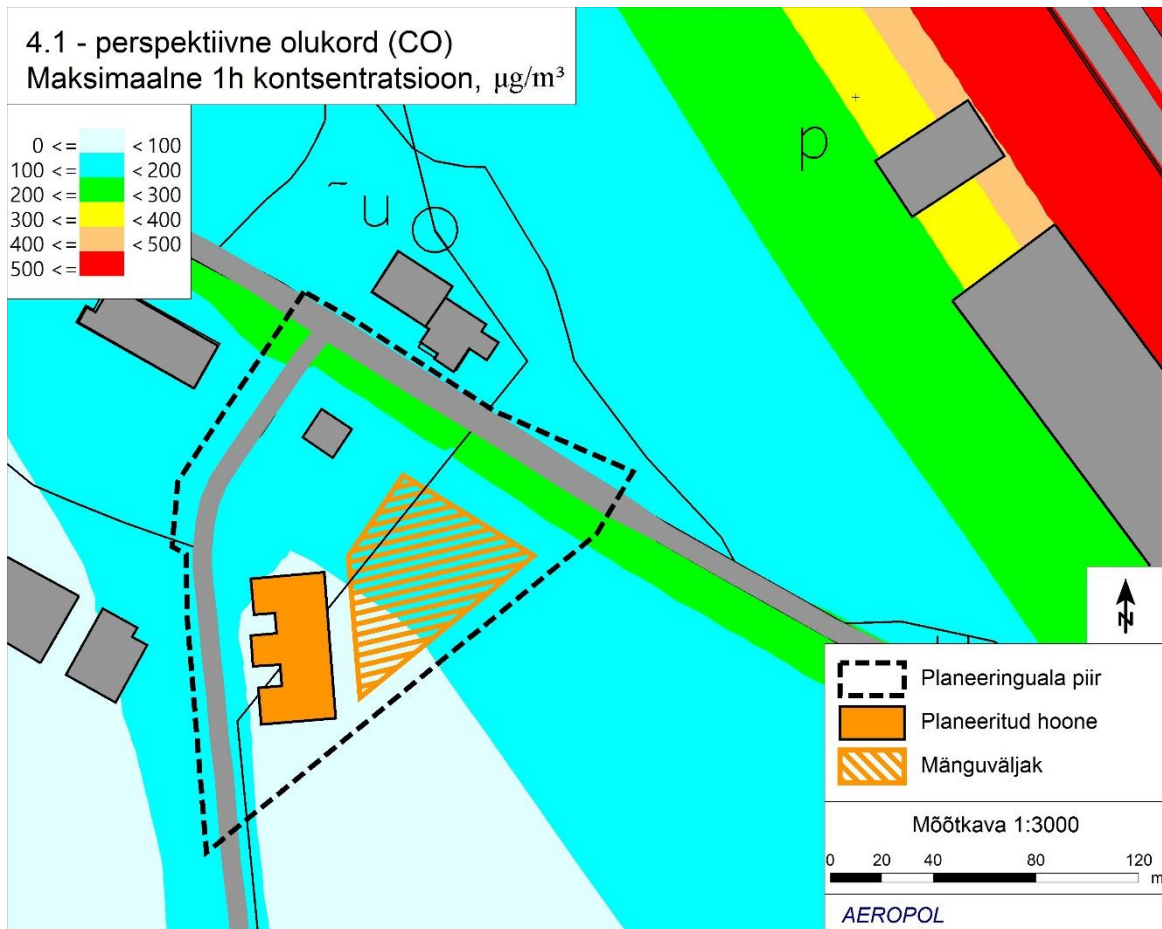 4.1 - perspektiivne olukord (CO)
Maksimaalne 1h kontsentratsioon, µg/m³
0 <= < 100
100 <= < 200
200 <= < 300
300 <= < 400
400 <= < 500
500 <=
p
õ
u
N
Planeeringuala piir
Planeeritud hoone
Mänguväljak
Mõõtkava 1:3000
0 20 40 80 120
m
AEROPOL